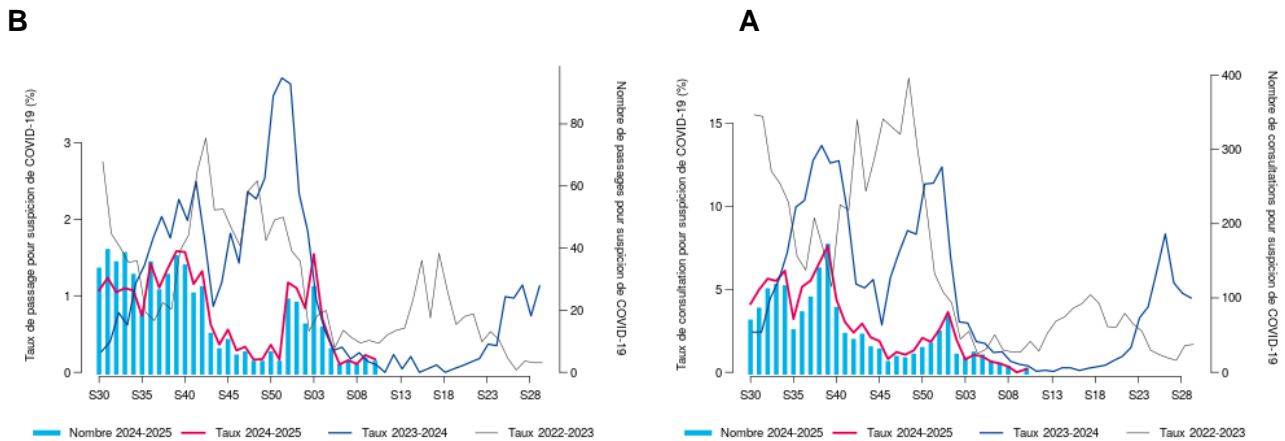 B
Taux de passage pour suspicion de COVID-19 (%)
3
2
1
0
80
60
40
20
0
Nombre de passages pour suspicion de COVID-19
S30 S35 S40 S45 S50 S03 S08 S13 S18 S23 S28
Nombre 2024-2025 Taux 2024-2025 Taux 2023-2024 Taux 2022-2023
A
Taux de consultation pour suspicion de COVID-19 (%)
15
10
5
0
400
300
200
100
0
Nombre de consultations pour suspicion de COVID-19
S30 S35 S40 S45 S50 S03 S08 S13 S18 S23 S28
Nombre 2024-2025 Taux 2024-2025 Taux 2023-2024 Taux 2022-2023